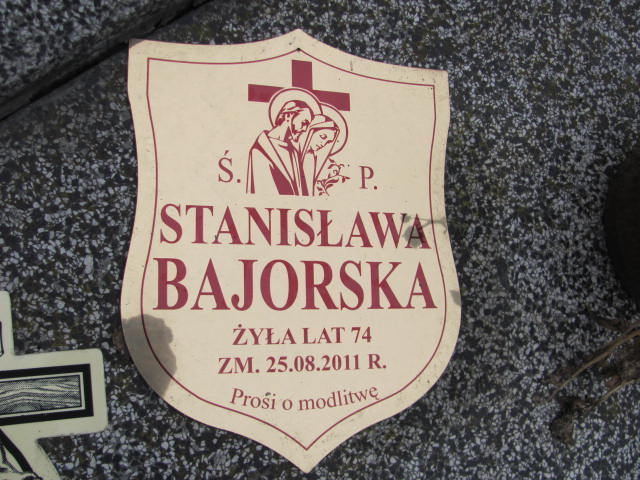 Ś. P.
STANISŁAWA
BAJORSKA
ŻYŁA LAT 74
ZM. 25.08.2011 R.
Prosi o modlitwę